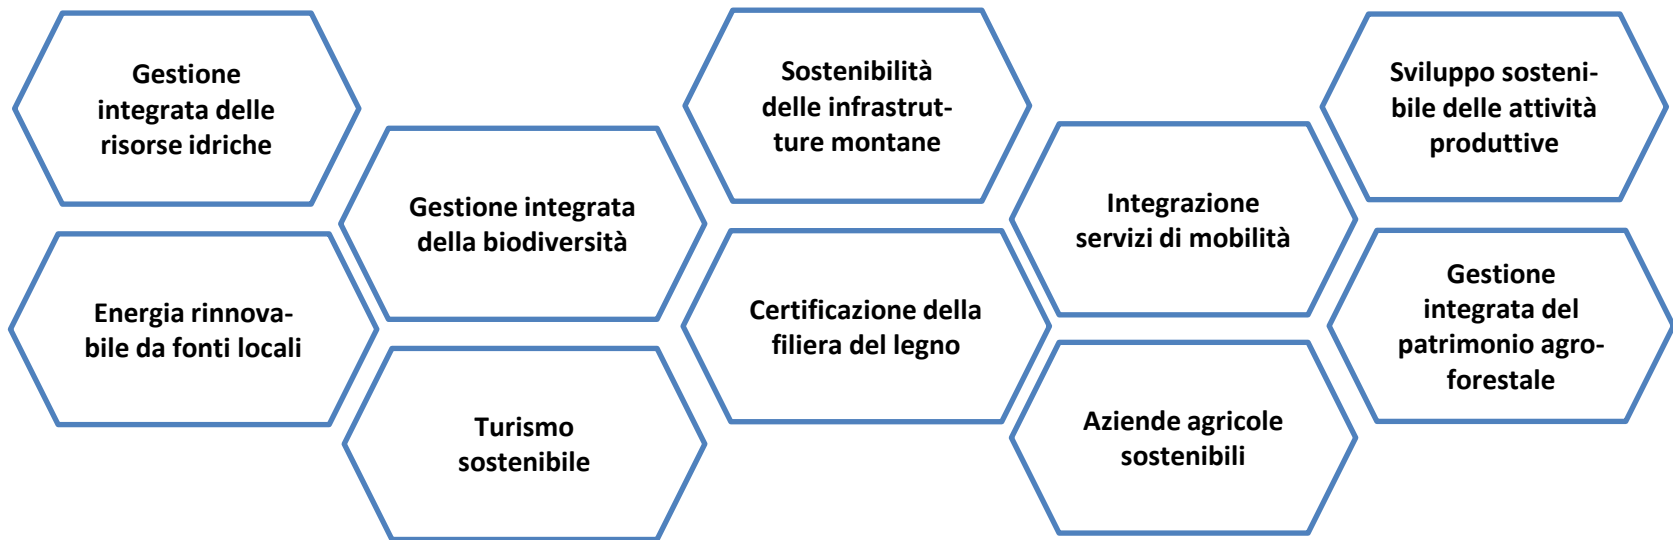 Gestione
integrata delle
risorse idriche
Energia rinnova-
bile da fonti locali
Gestione integrata
della biodiversità
Turismo
sostenibile
Sostenibilità
delle infrastrut-
ture montane
Certificazione della
filiera del legno
Integrazione
servizi di mobilità
Aziende agricole
sostenibili
Sviluppo sosteni-
bile delle attività
produttive
Gestione
integrata del
patrimonio agro-
forestale